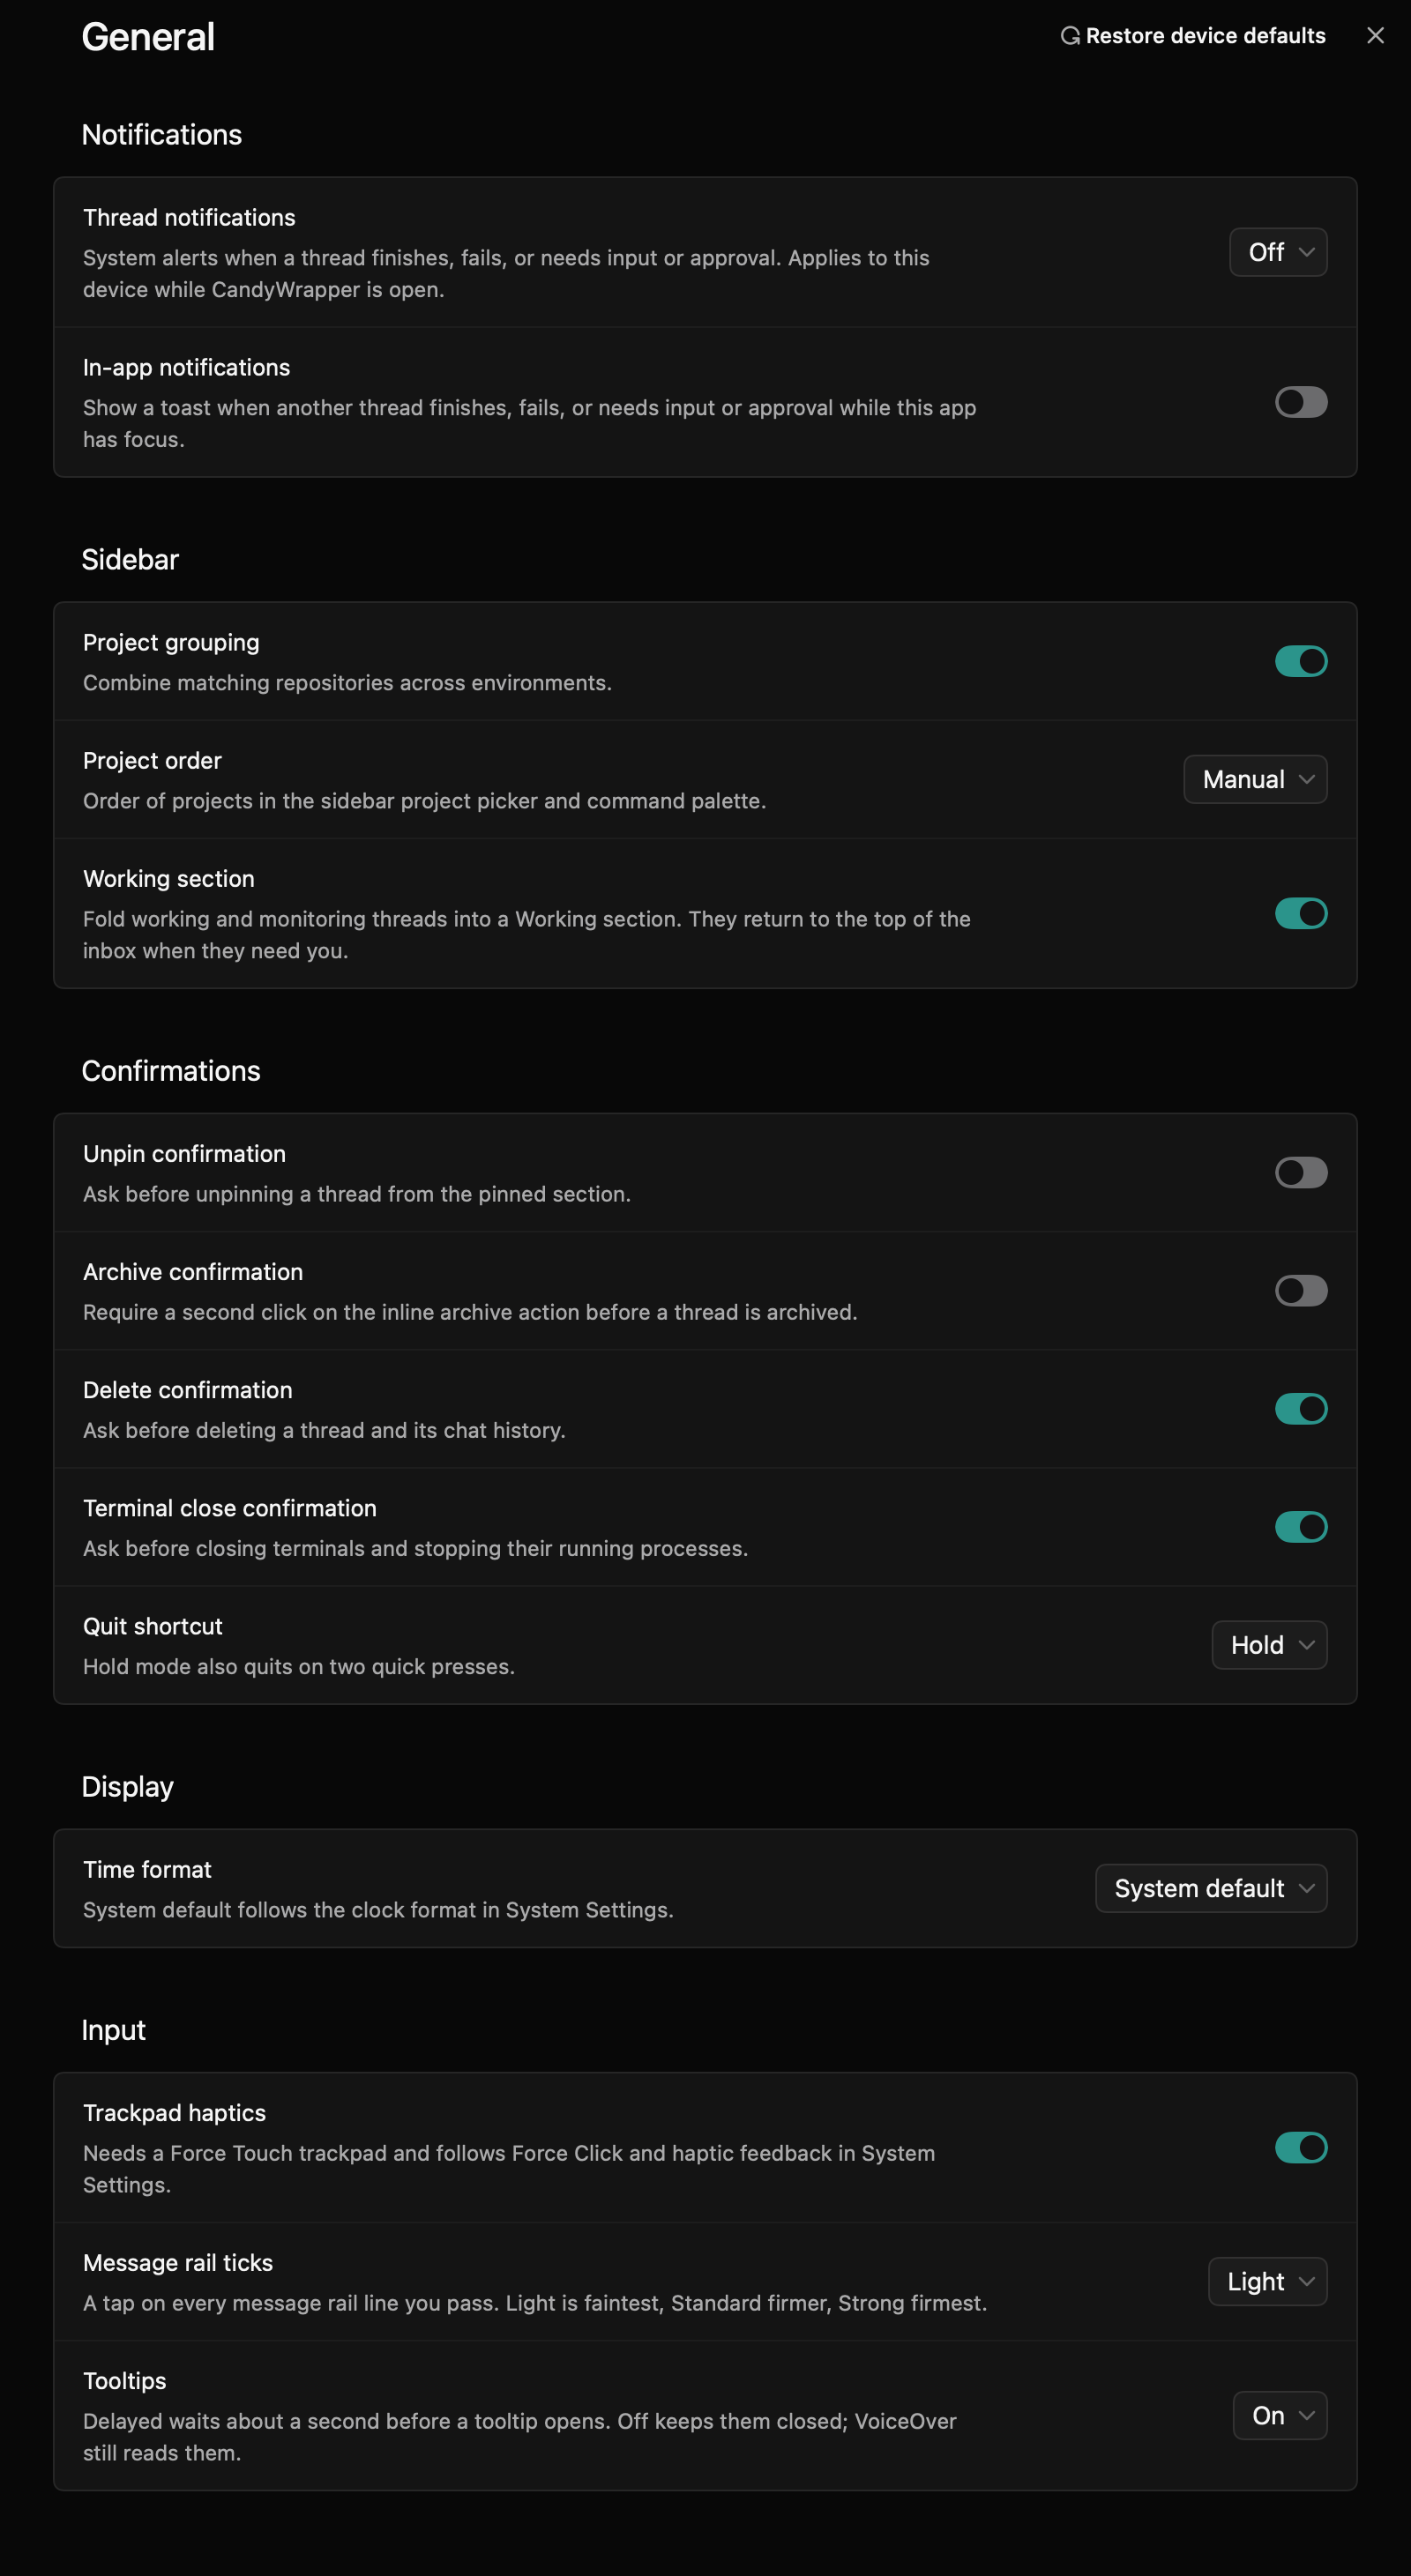 General
Restore device defaults
Notifications
Thread notifications
System alerts when a thread finishes, fails, or needs input or approval. Applies to this
device while CandyWrapper is open.
Off
In-app notifications
Show a toast when another thread finishes, fails, or needs input or approval while this app
has focus.
Sidebar
Project grouping
Combine matching repositories across environments.
Project order
Order of projects in the sidebar project picker and command palette.
Manual
Working section
Fold working and monitoring threads into a Working section. They return to the top of the
inbox when they need you.
Confirmations
Unpin confirmation
Ask before unpinning a thread from the pinned section.
Archive confirmation
Require a second click on the inline archive action before a thread is archived.
Delete confirmation
Ask before deleting a thread and its chat history.
Terminal close confirmation
Ask before closing terminals and stopping their running processes.
Quit shortcut
Hold mode also quits on two quick presses.
Hold
Display
Time format
System default follows the clock format in System Settings.
System default
Input
Trackpad haptics
Needs a Force Touch trackpad and follows Force Click and haptic feedback in System
Settings.
Message rail ticks
A tap on every message rail line you pass. Light is faintest, Standard firmer, Strong firmest.
Light
Tooltips
Delayed waits about a second before a tooltip opens. Off keeps them closed; VoiceOver
still reads them.
On